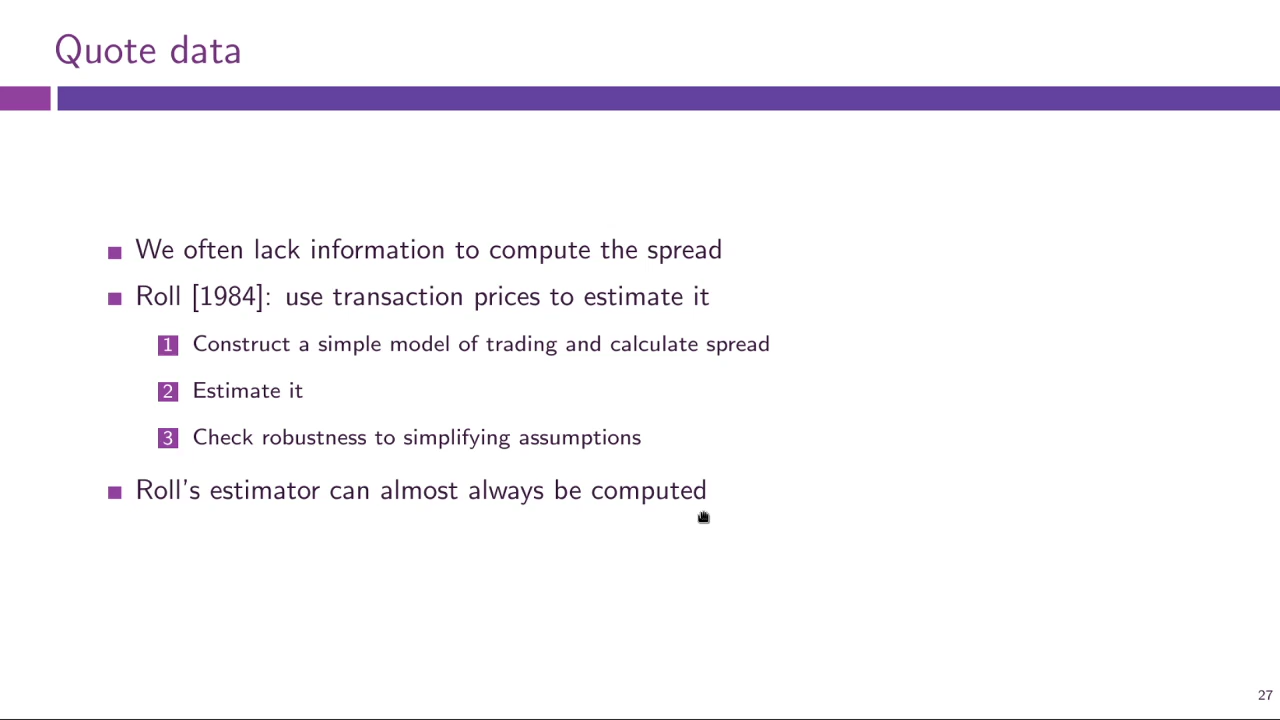 Quote data
We often lack information to compute the spread
Roll [1984]: use transaction prices to estimate it
1 Construct a simple model of trading and calculate spread
2 Estimate it
3 Check robustness to simplifying assumptions
Roll's estimator can almost always be computed
27